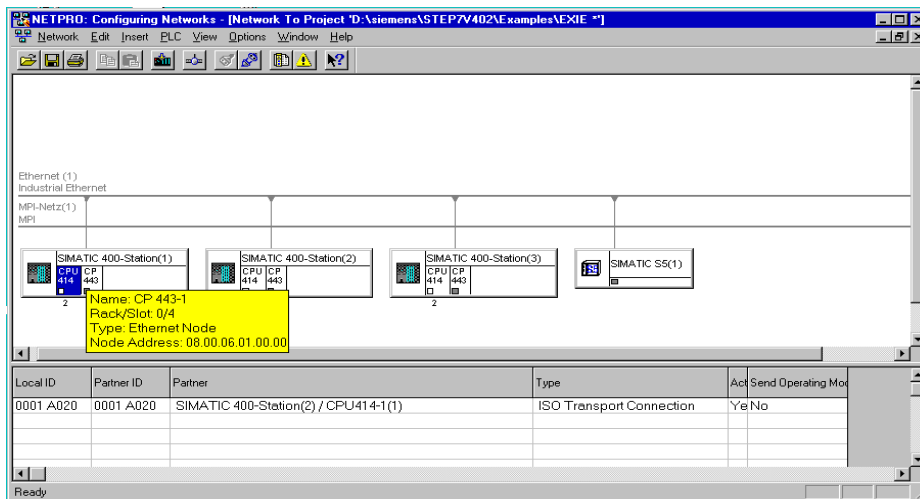 NETPRO: Configuring Networks - [Network To Project 'D:\siemens\STEP7V402\Examples\EXIE *']
Network Edit Insert PLC View Options Window Help
Ethernet (1)
Industrial Ethernet
MPI-Netz(1)
MPI
SIMATIC 400-Station(1)
CPU CP
414 443
2
SIMATIC 400-Station(2)
CPU CP
414 443
SIMATIC 400-Station(3)
CPU CP
414 443
2
SIMATIC S5(1)
Name: CP 443-1
Rack/Slot: 0/4
Type: Ethernet Node
Node Address: 08.00.06.01.00.00
Local ID Partner ID Partner Type Act Send Operating Mod
0001 A020 0001 A020 SIMATIC 400-Station(2) / CPU414-1(1) ISO Transport Connection Ye No
Ready